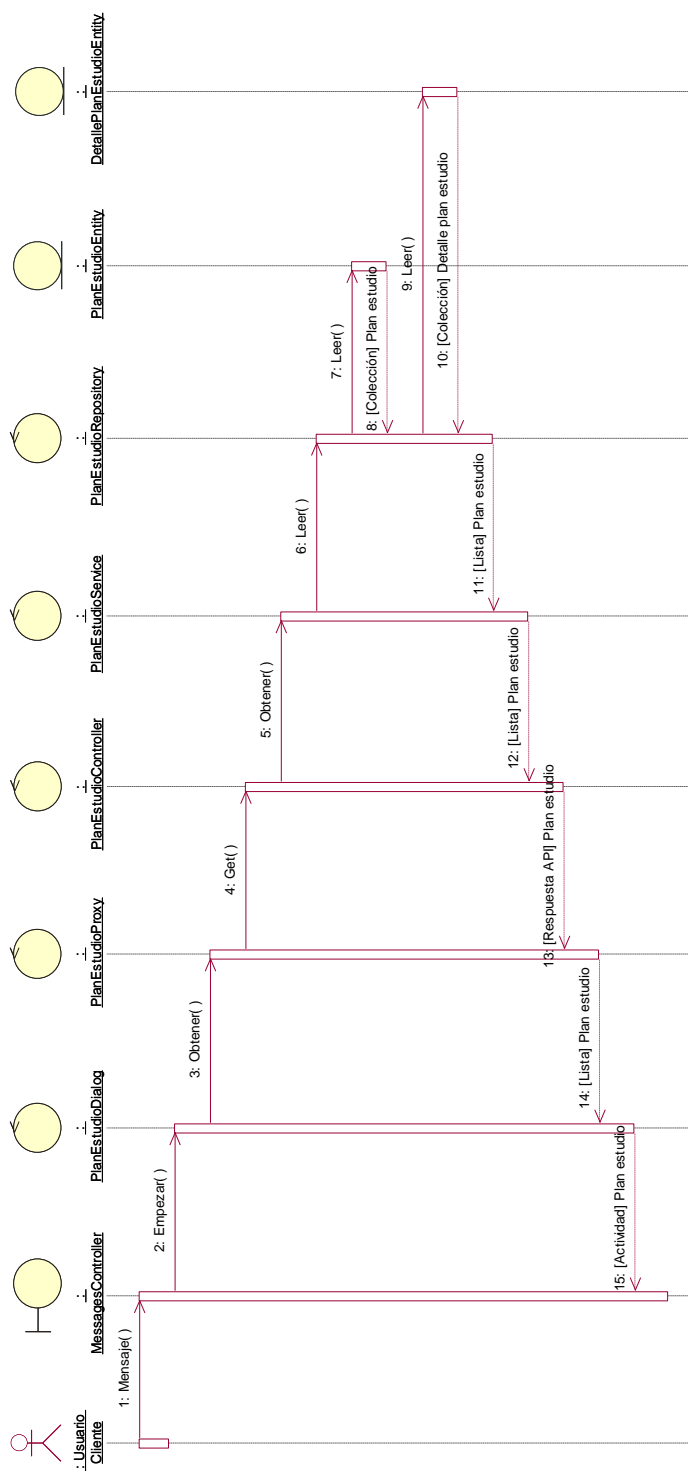 : Usuario
Cliente
: MessagesController
: PlanEstudioDialog
: PlanEstudioProxy
: PlanEstudioController
: PlanEstudioService
: PlanEstudioRepository
: PlanEstudioEntity
: DetallePlanEstudioEntity
1: Mensaje( )
2: Empezar( )
3: Obtener( )
4: Get( )
5: Obtener( )
6: Leer( )
7: Leer( )
8: [Colección] Plan estudio
9: Leer( )
10: [Colección] Detalle plan estudio
11: [Lista] Plan estudio
12: [Lista] Plan estudio
13: [Respuesta API] Plan estudio
14: [Lista] Plan estudio
15: [Actividad] Plan estudio